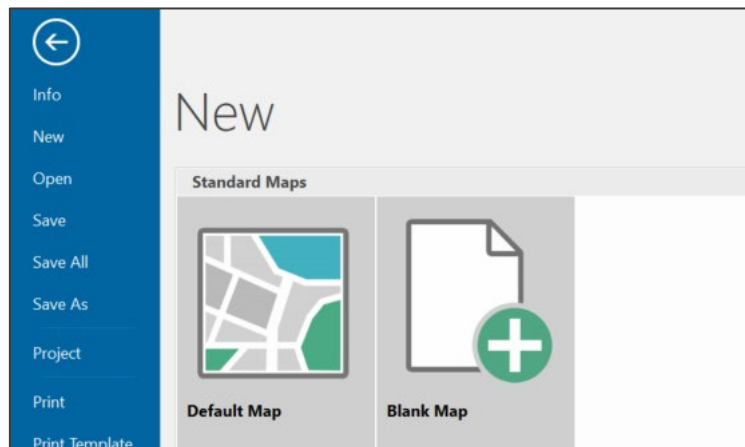 Info
New
Open
Save
Save All
Save As
Project
Print
Print Template
New
Standard Maps
Default Map
Blank Map